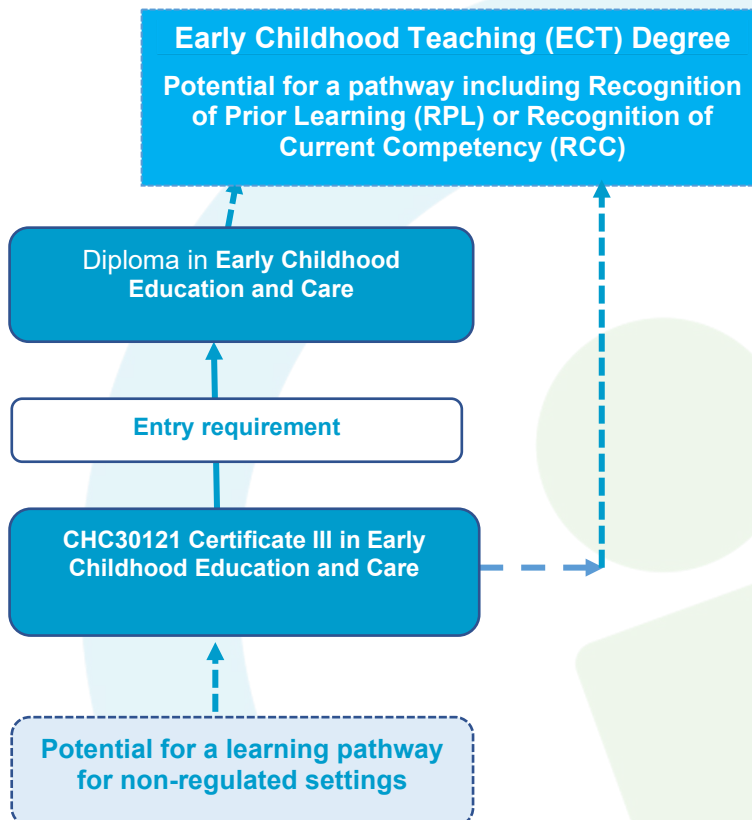 Early Childhood Teaching (ECT) Degree
Potential for a pathway including Recognition
of Prior Learning (RPL) or Recognition of
Current Competency (RCC)
Diploma in Early Childhood
Education and Care
Entry requirement
CHC30121 Certificate III in Early
Childhood Education and Care
Potential for a learning pathway
for non-regulated settings